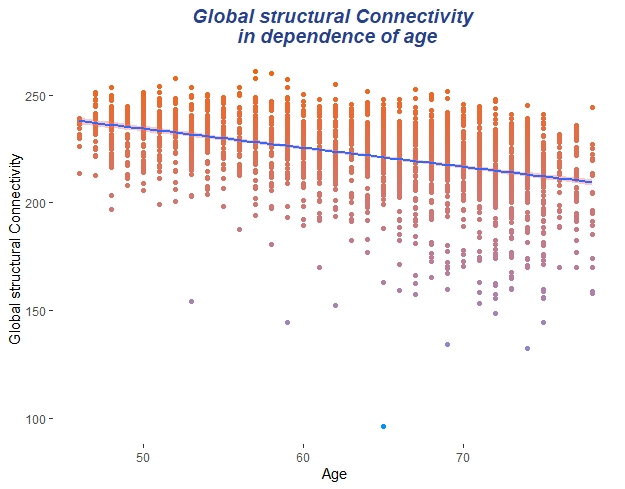 Global structural Connectivity
in dependence of age
Global structural Connectivity
250
200
150
100
50
60
70
Age